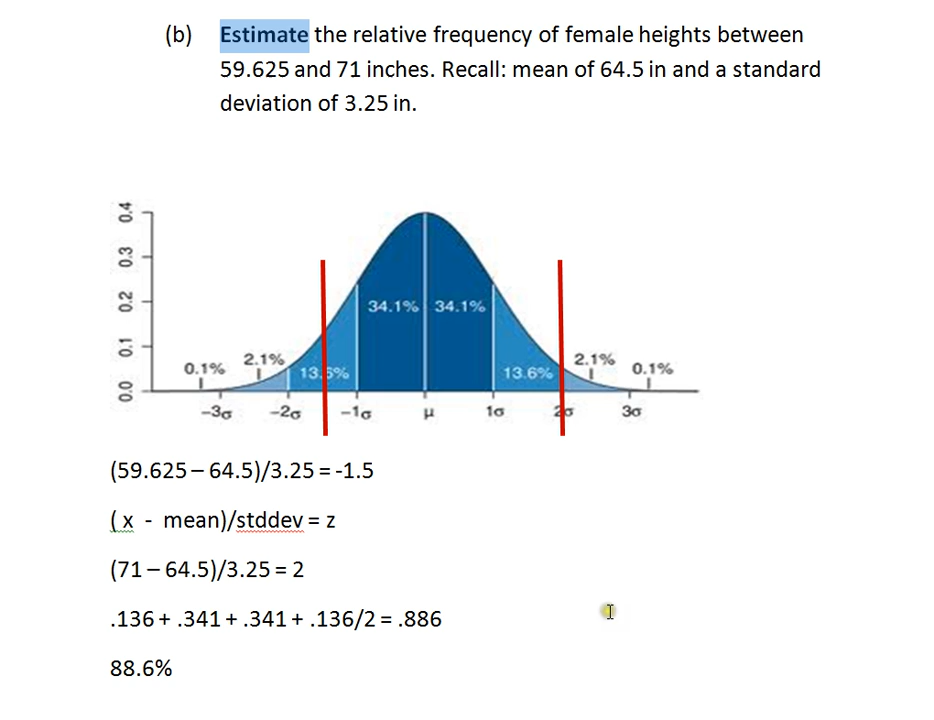 (b) Estimate the relative frequency of female heights between
59.625 and 71 inches. Recall: mean of 64.5 in and a standard
deviation of 3.25 in.
0.4
0.3
0.2
0.1
0.0
34.1% 34.1%
0.1% 2.1% 13.6% 13.6% 2.1% 0.1%
−3σ −2σ −1σ μ 1σ 2σ 3σ
(59.625 – 64.5)/3.25 = -1.5
( x - mean)/stddev = z
(71 – 64.5)/3.25 = 2
.136 + .341 + .341 + .136/2 = .886
88.6%